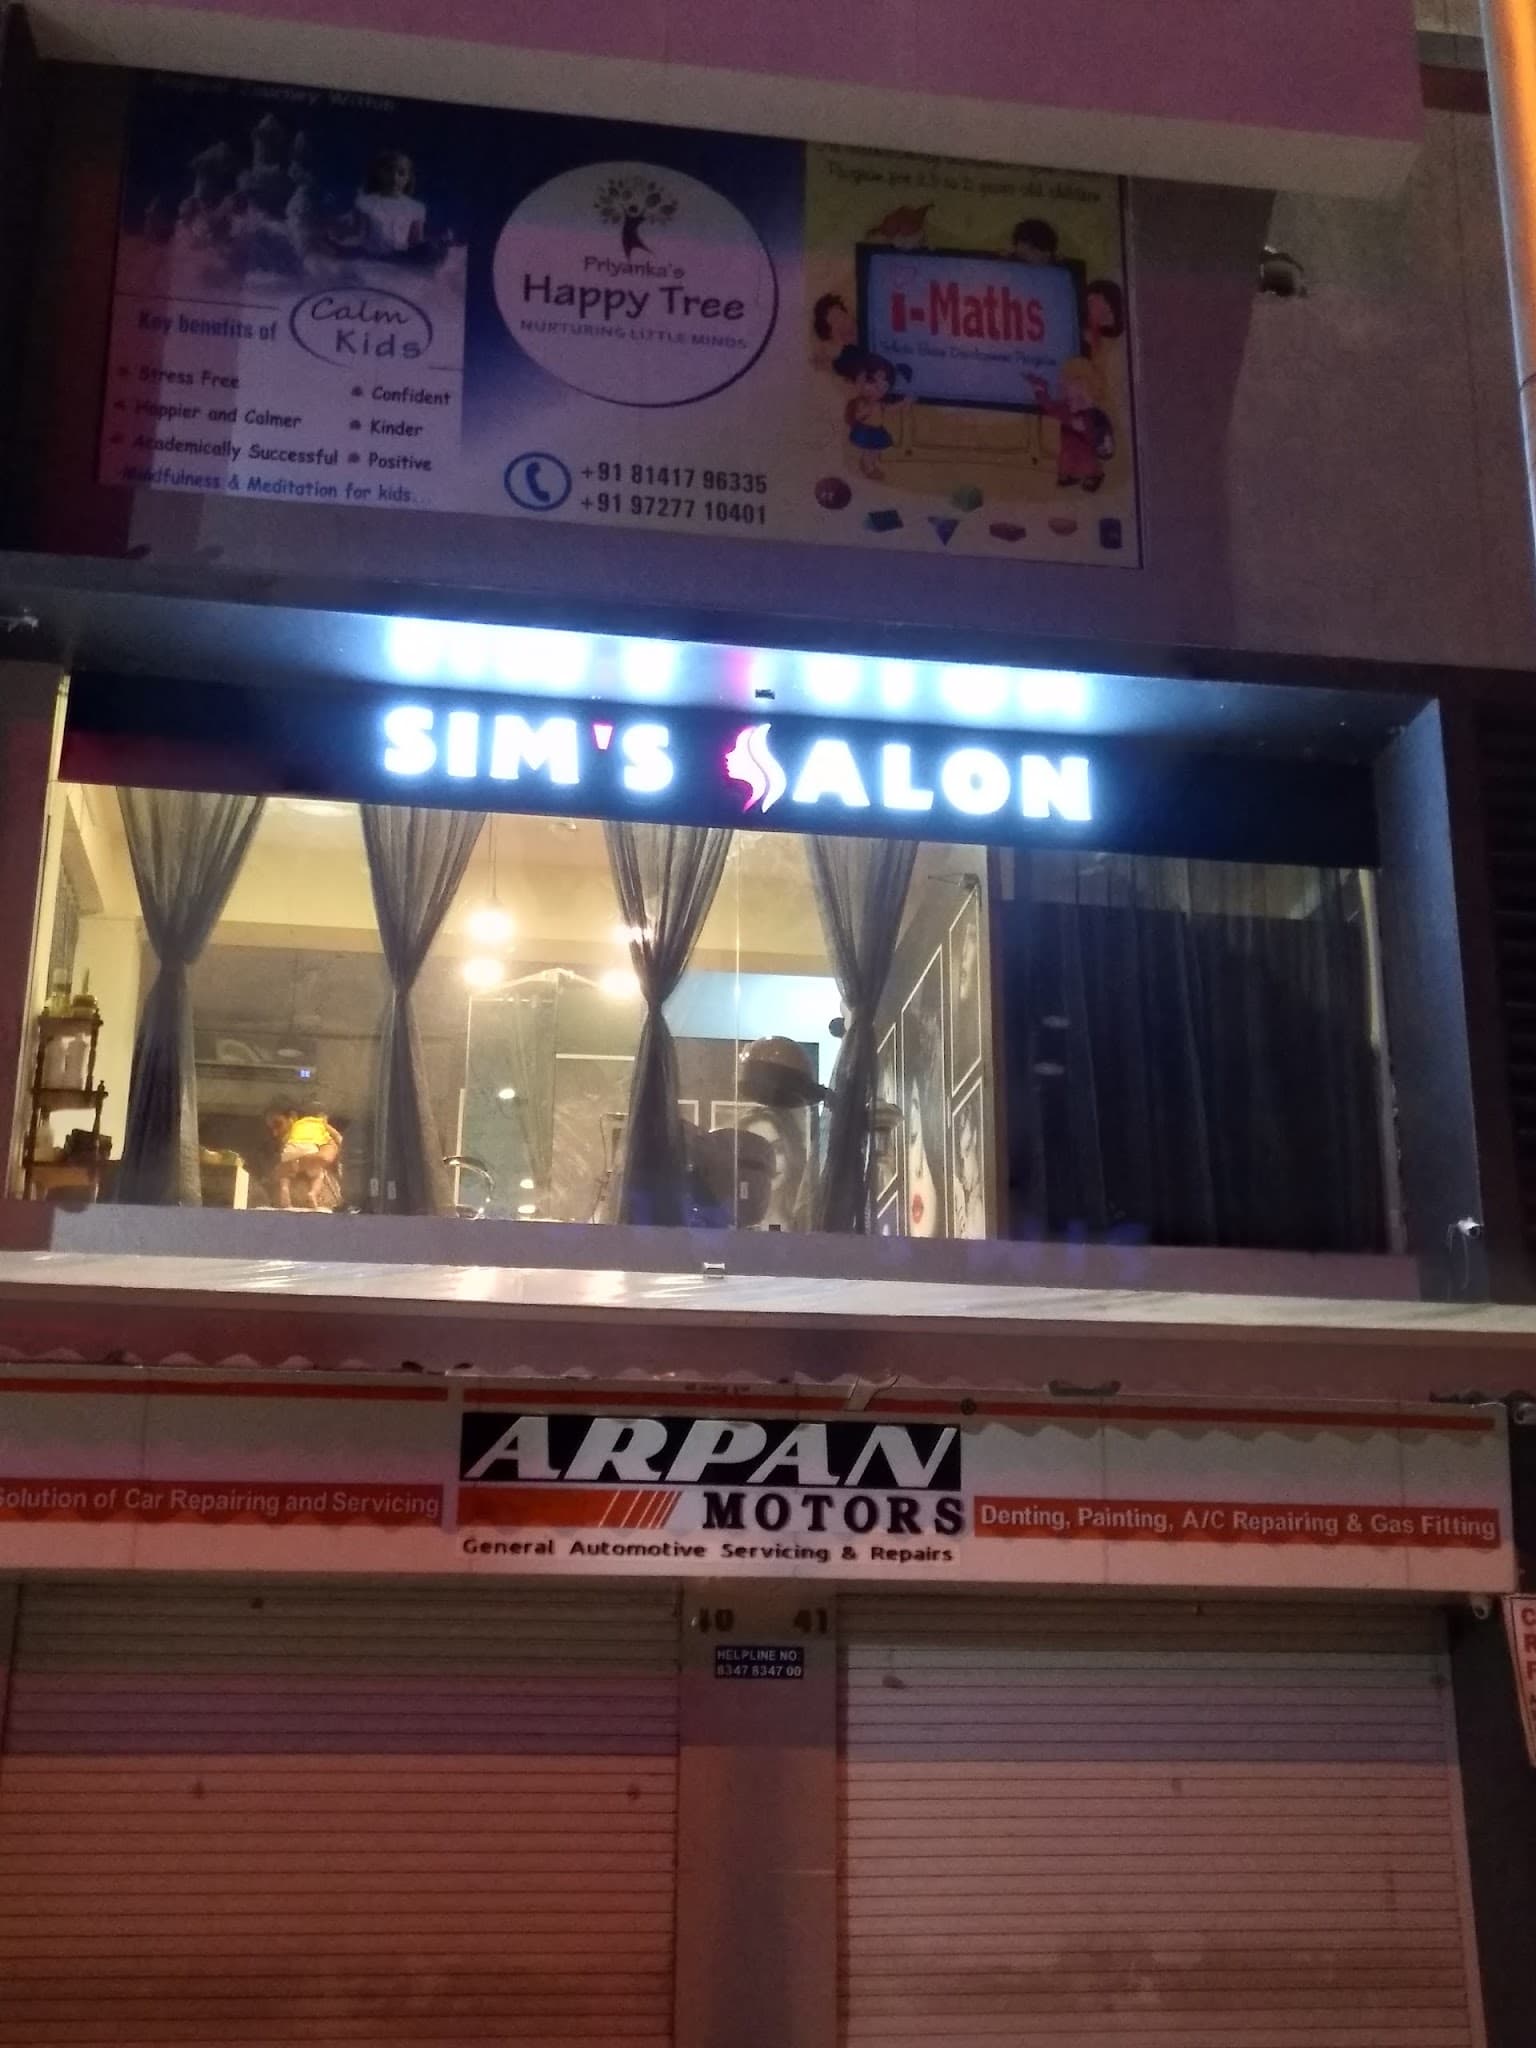 Key benefits of
Calm
Kids
Stress Free
Happier and Calmer
Academically Successful
Confident
Kinder
Positive
Mindfulness & Meditation for kids...
Priyanka's
Happy Tree
NURTURING LITTLE MINDS
+91 81417 96335
+91 97277 10401
i-Maths
SIM'S SALON
Solution of Car Repairing and Servicing
ARPAN
MOTORS
General Automotive Servicing & Repairs
Denting, Painting, A/C Repairing & Gas Fitting
40 41
HELPLINE NO.
8347 8347 00